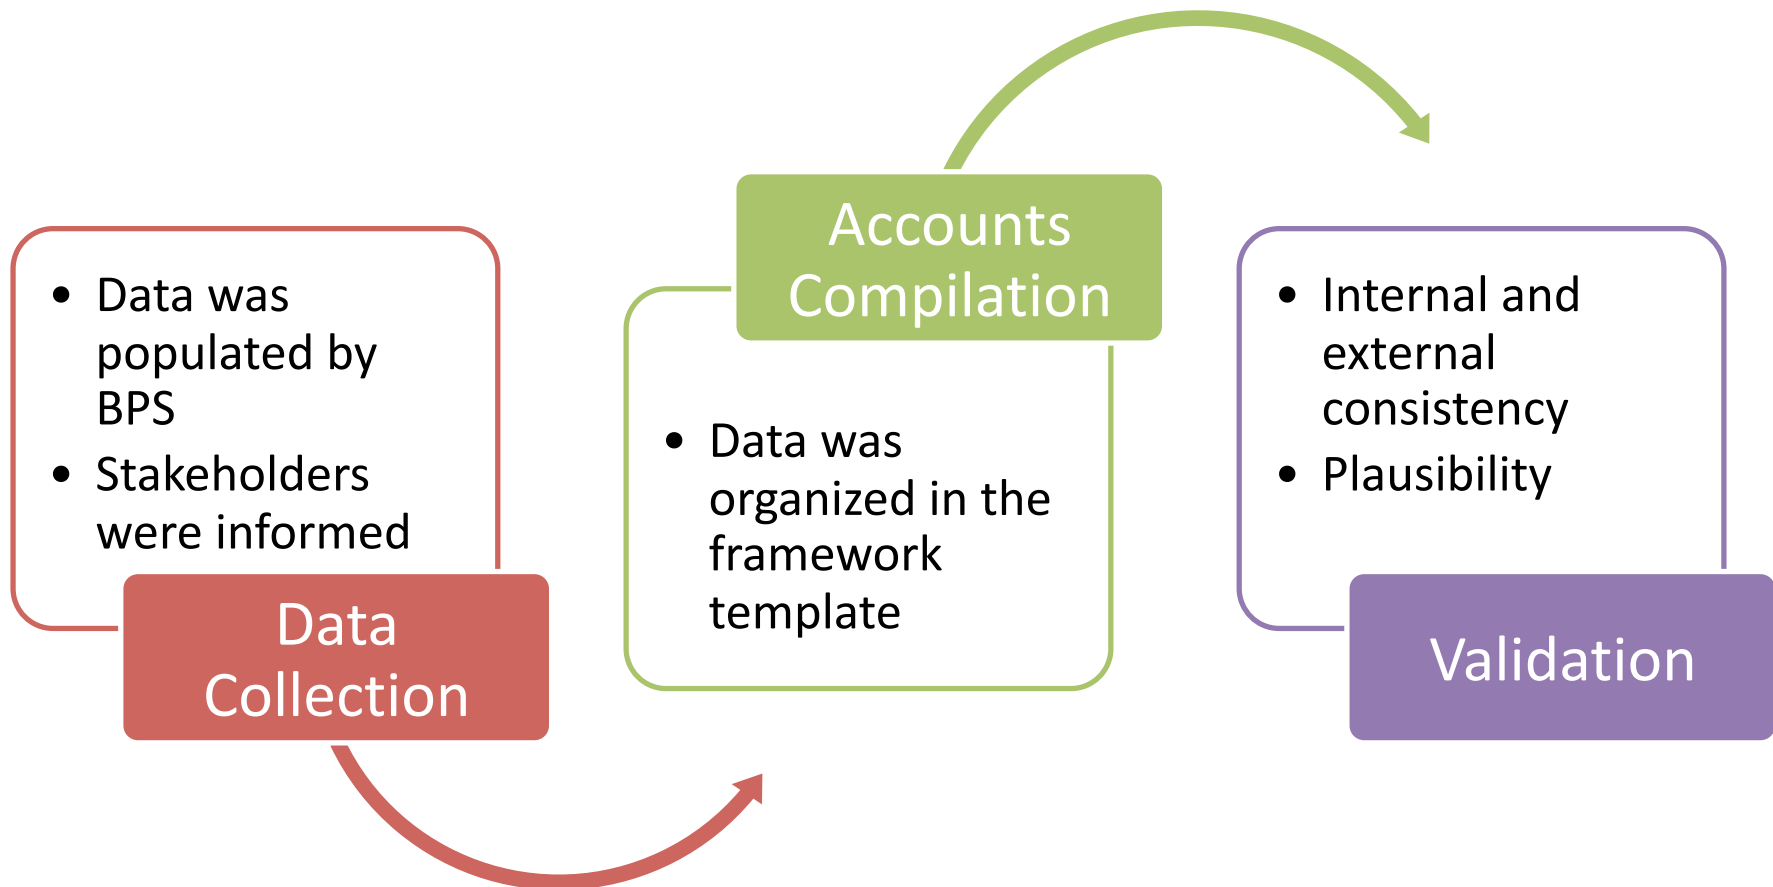 • Data was
populated by
BPS
• Stakeholders
were informed
Data
Collection
Accounts
Compilation
• Data was
organized in the
framework
template
• Internal and
external
consistency
• Plausibility
Validation